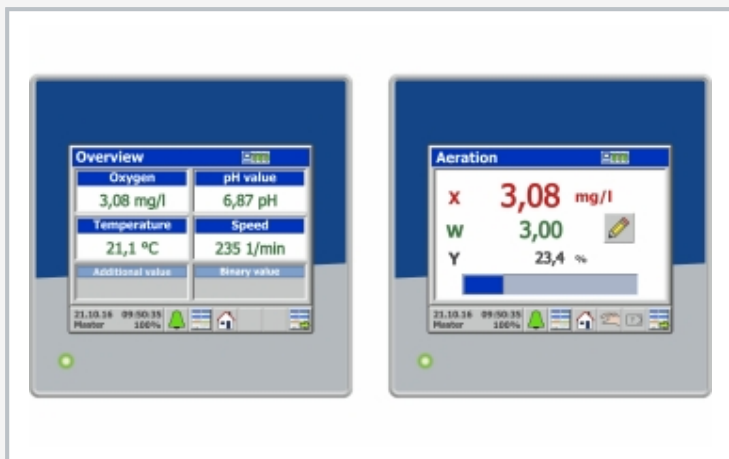 Overview
Oxygen
pH value
3,08 mg/l
6,87 pH
Temperature
Speed
21,1 °C
235 1/min
Additional value
Binary value
21.10.16 09:50:35
Master 100%
Aeration
X 3,08 mg/l
W 3,00
Y 23,4 %
21.10.16 09:50:35
Master 100%